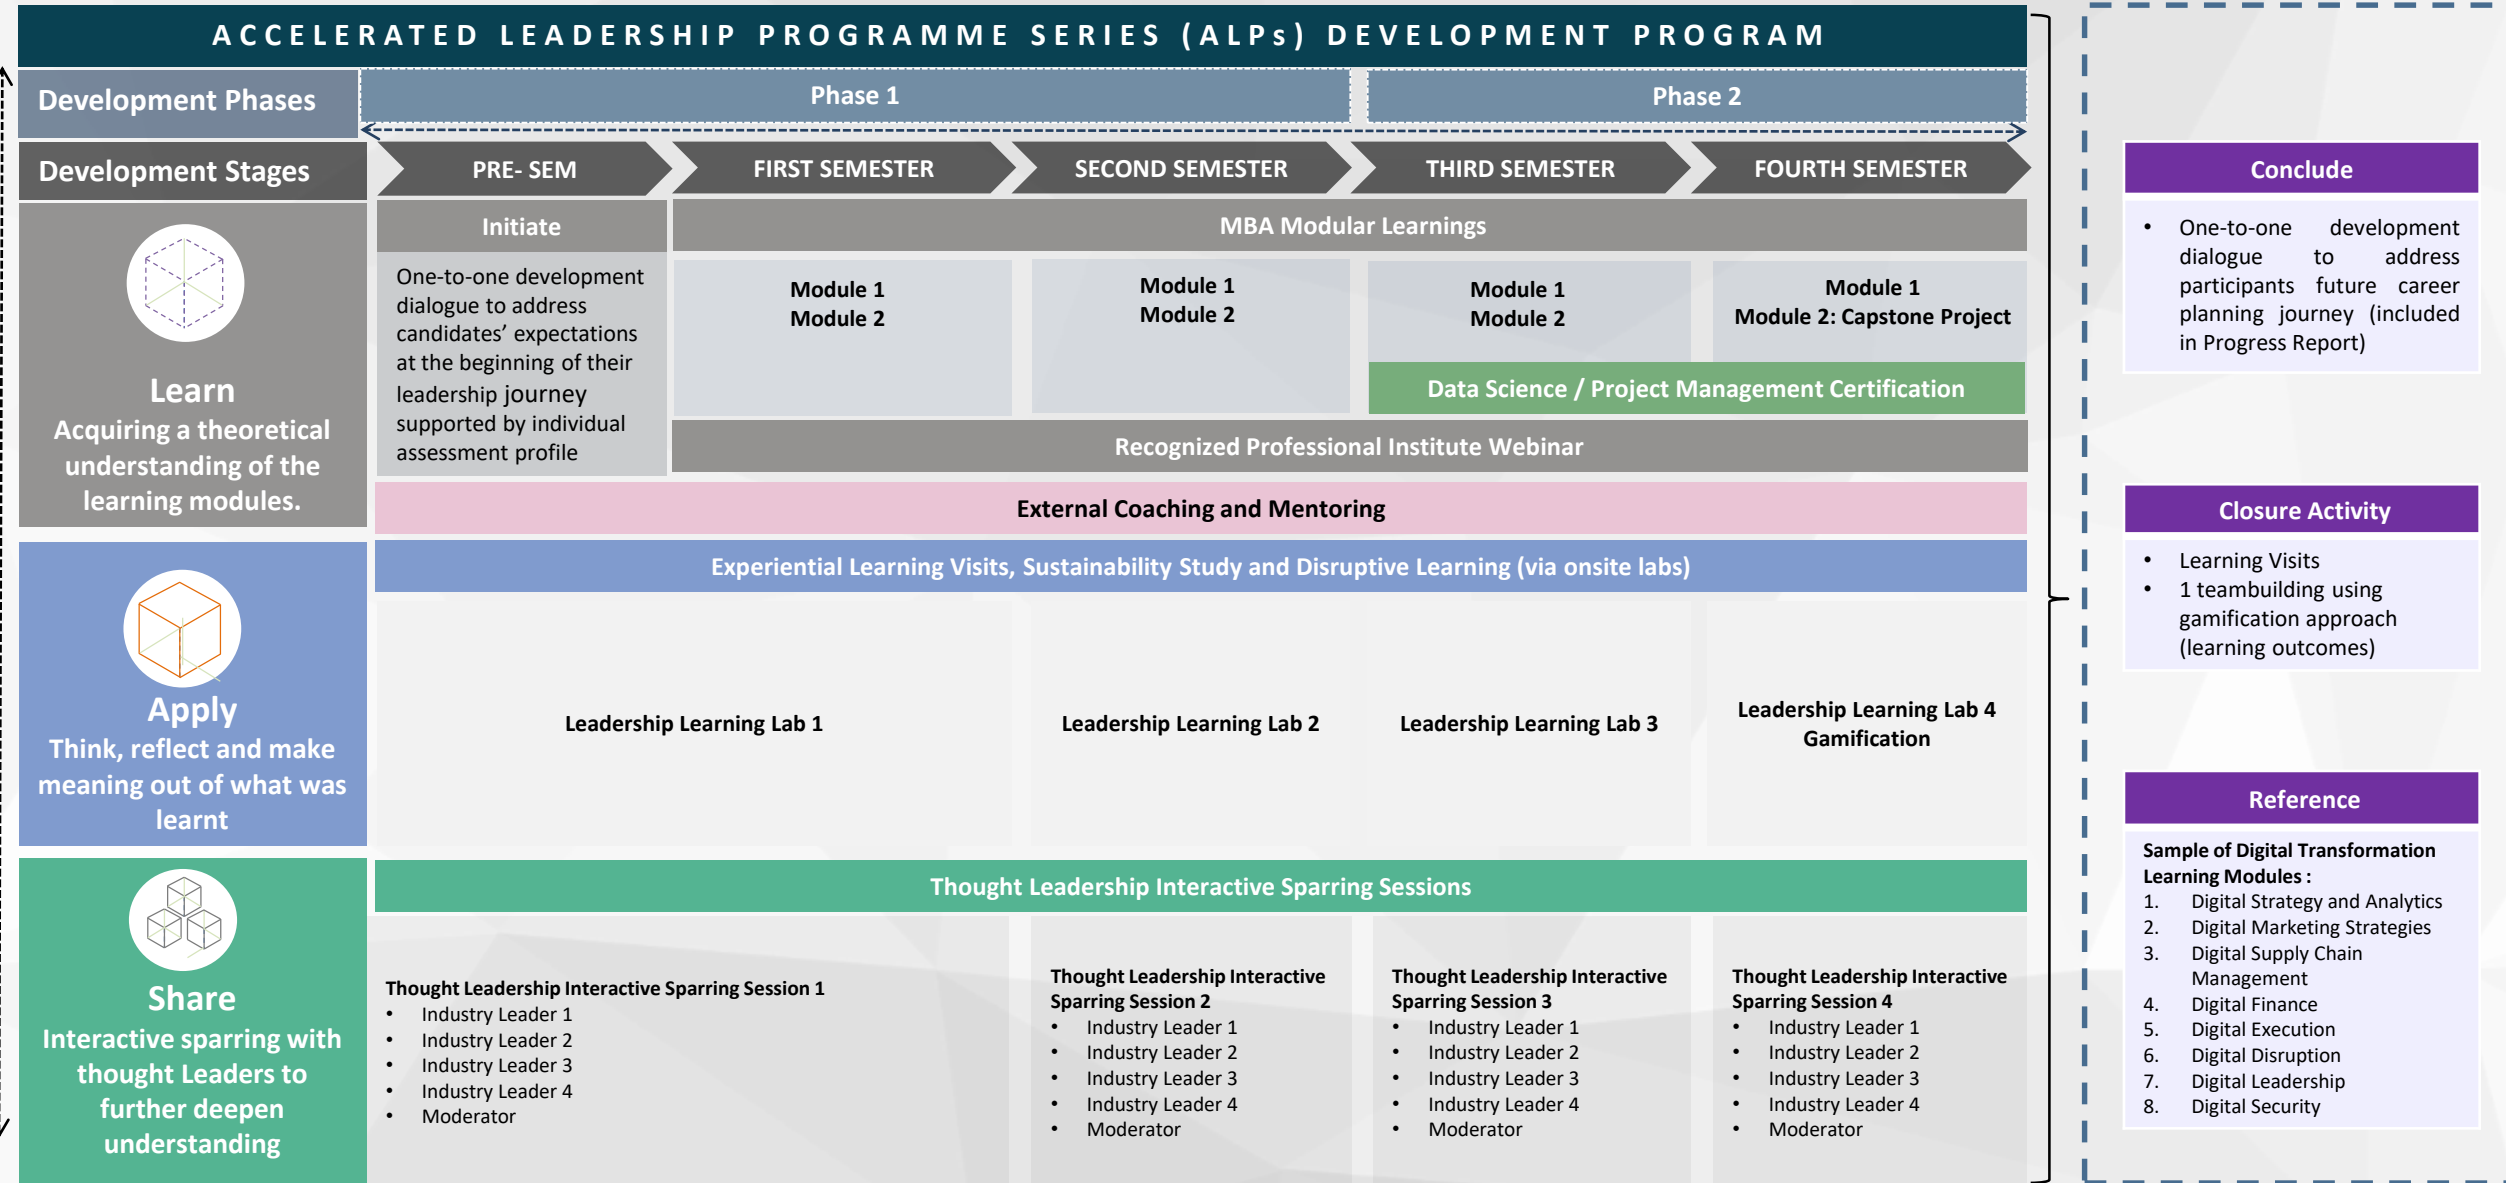 ACCELERATED LEADERSHIP PROGRAMME SERIES (ALPs) DEVELOPMENT PROGRAM
Development Phases
Phase 1
Phase 2
Development Stages
PRE- SEM
FIRST SEMESTER
SECOND SEMESTER
THIRD SEMESTER
FOURTH SEMESTER
Learn
Acquiring a theoretical
understanding of the
learning modules.
Initiate
One-to-one development
dialogue to address
candidates’ expectations
at the beginning of their
leadership journey
supported by individual
assessment profile
MBA Modular Learnings
Module 1
Module 2
Module 1
Module 2
Module 1
Module 2
Module 1
Module 2: Capstone Project
Data Science / Project Management Certification
Recognized Professional Institute Webinar
External Coaching and Mentoring
Apply
Think, reflect and make
meaning out of what was
learnt
Experiential Learning Visits, Sustainability Study and Disruptive Learning (via onsite labs)
Leadership Learning Lab 1
Leadership Learning Lab 2
Leadership Learning Lab 3
Leadership Learning Lab 4
Gamification
Share
Interactive sparring with
thought Leaders to
further deepen
understanding
Thought Leadership Interactive Sparring Sessions
Thought Leadership Interactive Sparring Session 1
• Industry Leader 1
• Industry Leader 2
• Industry Leader 3
• Industry Leader 4
• Moderator
Thought Leadership Interactive
Sparring Session 2
• Industry Leader 1
• Industry Leader 2
• Industry Leader 3
• Industry Leader 4
• Moderator
Thought Leadership Interactive
Sparring Session 3
• Industry Leader 1
• Industry Leader 2
• Industry Leader 3
• Industry Leader 4
• Moderator
Thought Leadership Interactive
Sparring Session 4
• Industry Leader 1
• Industry Leader 2
• Industry Leader 3
• Industry Leader 4
• Moderator
Conclude
• One-to-one development
dialogue to address
participants future career
planning journey (included
in Progress Report)
Closure Activity
• Learning Visits
• 1 teambuilding using
gamification approach
(learning outcomes)
Reference
Sample of Digital Transformation
Learning Modules :
1. Digital Strategy and Analytics
2. Digital Marketing Strategies
3. Digital Supply Chain
Management
4. Digital Finance
5. Digital Execution
6. Digital Disruption
7. Digital Leadership
8. Digital Security